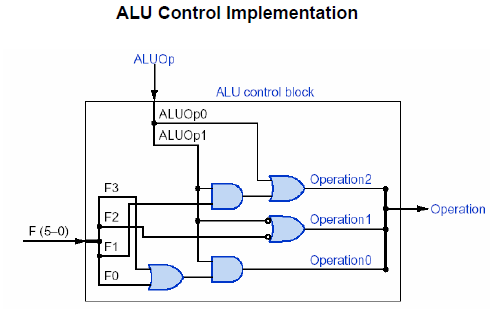 ALU Control Implementation
ALUOp
ALU control block
ALUOp0
ALUOp1
F3
Operation2
F2
Operation1
Operation
F (5–0)
F1
Operation0
F0